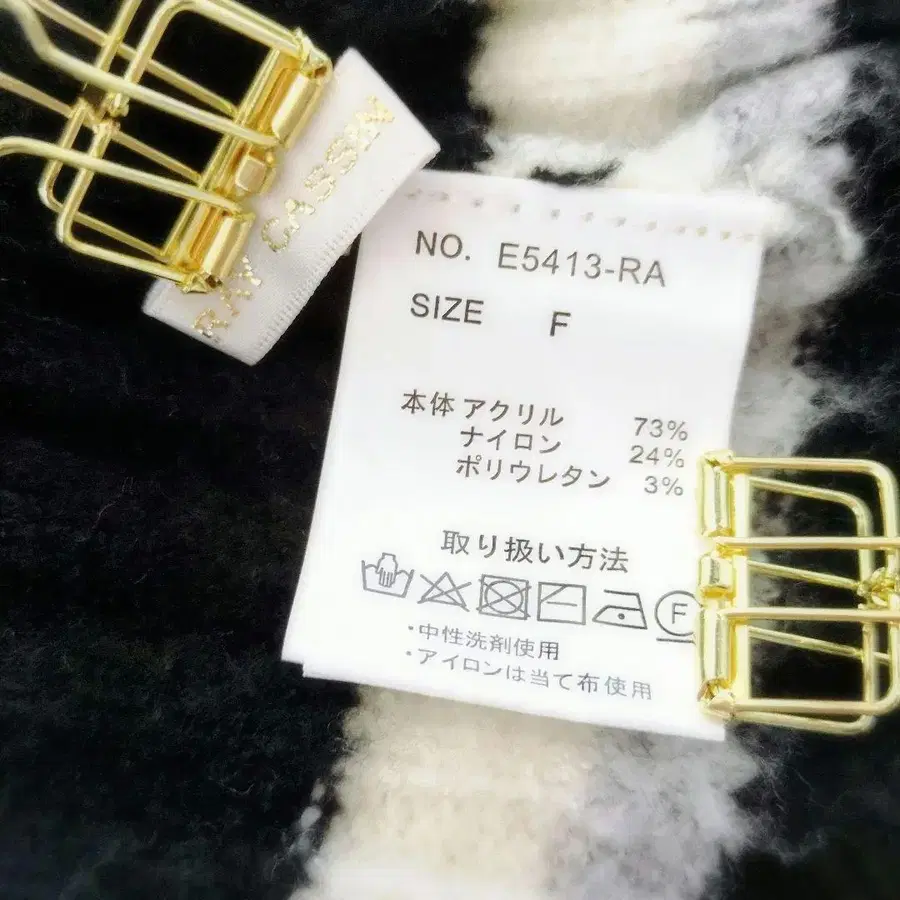 CASSIN
NO. E5413-RA
SIZE F
本体 アクリル 73%
ナイロン 24%
ポリウレタン 3%
取り扱い方法
F
・中性洗剤使用
・アイロンは当て布使用